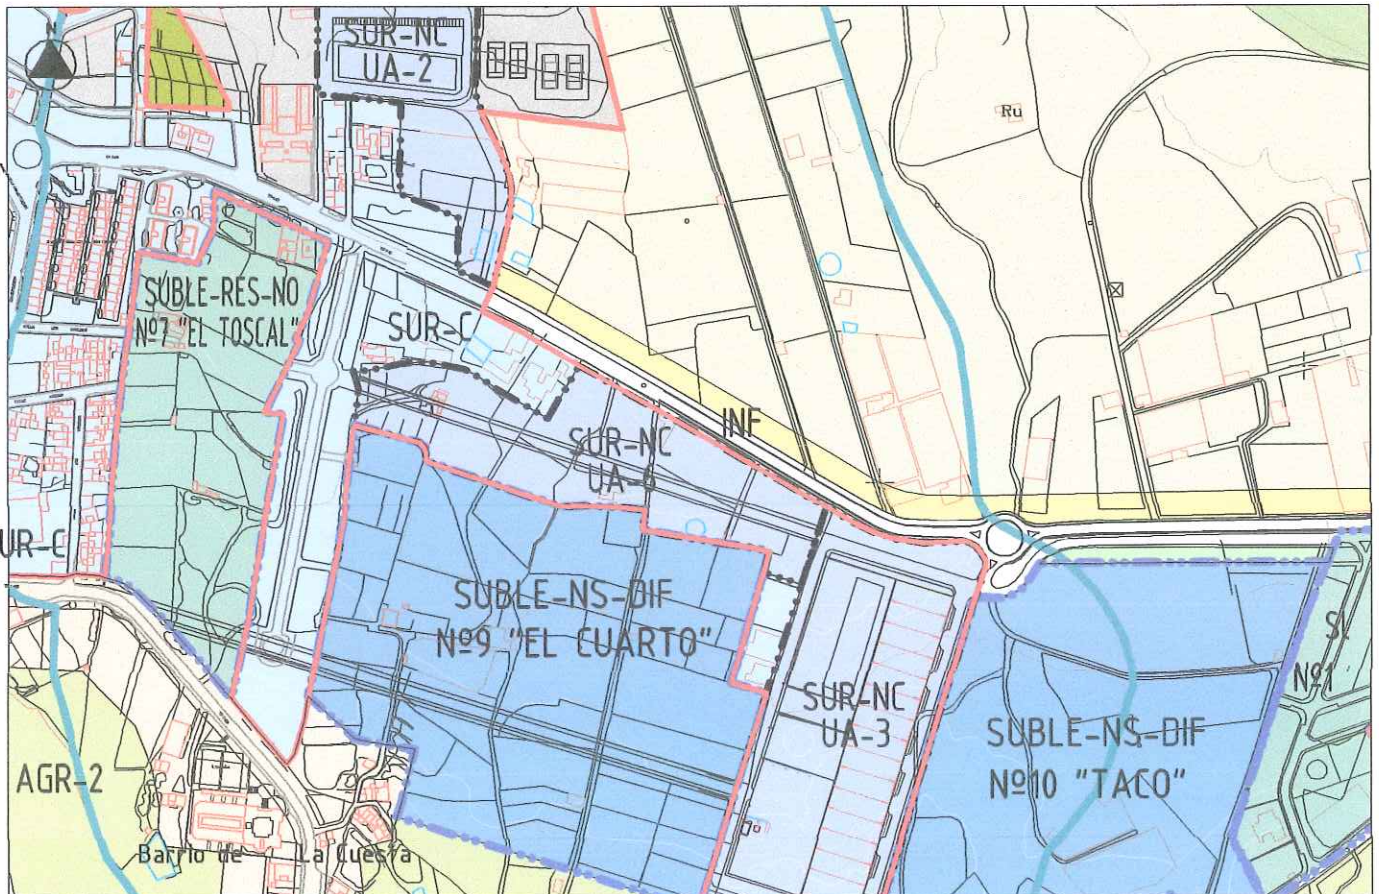 N
SUR-NC
UA-2
Ru
SUBLE-RES-NO
Nº7 "EL TOSCAL"
SUR-C
INF
SUR-NC
UA-6
UR-C
SUBLE-NS-DIF
Nº9 "EL CUARTO"
SUR-NC
UA-3
SUBLE-NS-DIF
Nº10 "TACO"
Nº1
AGR-2
Barrio de La Cuesta